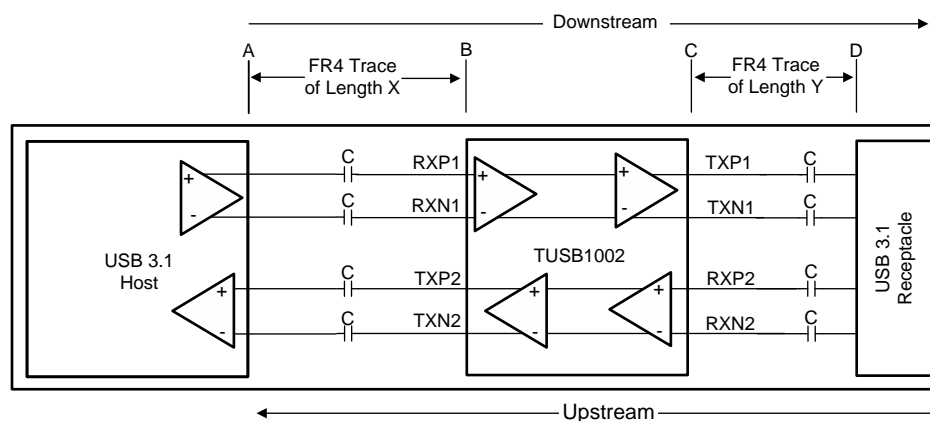 Downstream
A
B
C
D
FR4 Trace
of Length X
FR4 Trace
of Length Y
C
RXP1
TXP1
C
+
+
+
C
RXN1
TXN1
C
-
-
-
USB 3.1
Host
TUSB1002
USB 3.1
Receptacle
C
TXP2
RXP2
C
+
+
+
C
TXN2
RXN2
C
-
-
-
Upstream